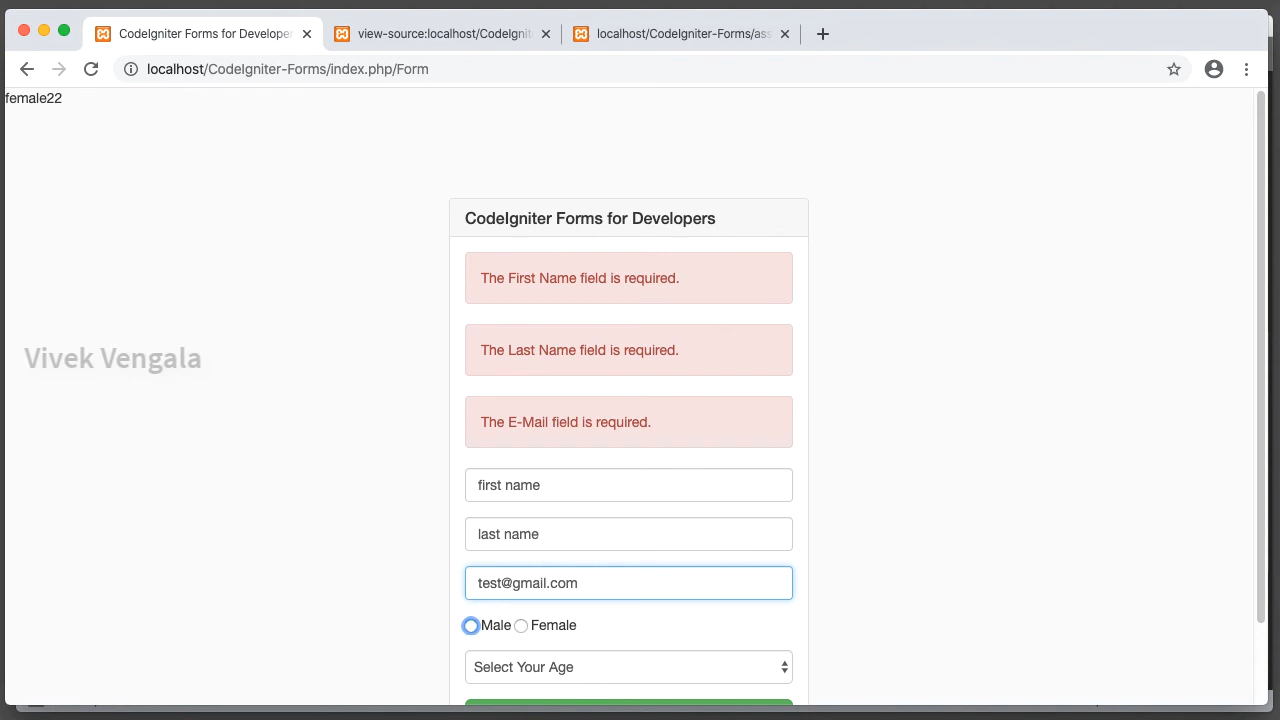 CodeIgniter Forms for Develope
view-source:localhost/CodeIgnit
localhost/CodeIgniter-Forms/ass
localhost/CodeIgniter-Forms/index.php/Form
female22
CodeIgniter Forms for Developers
The First Name field is required.
The Last Name field is required.
Vivek Vengala
The E-Mail field is required.
first name
last name
test@gmail.com
Male Female
Select Your Age